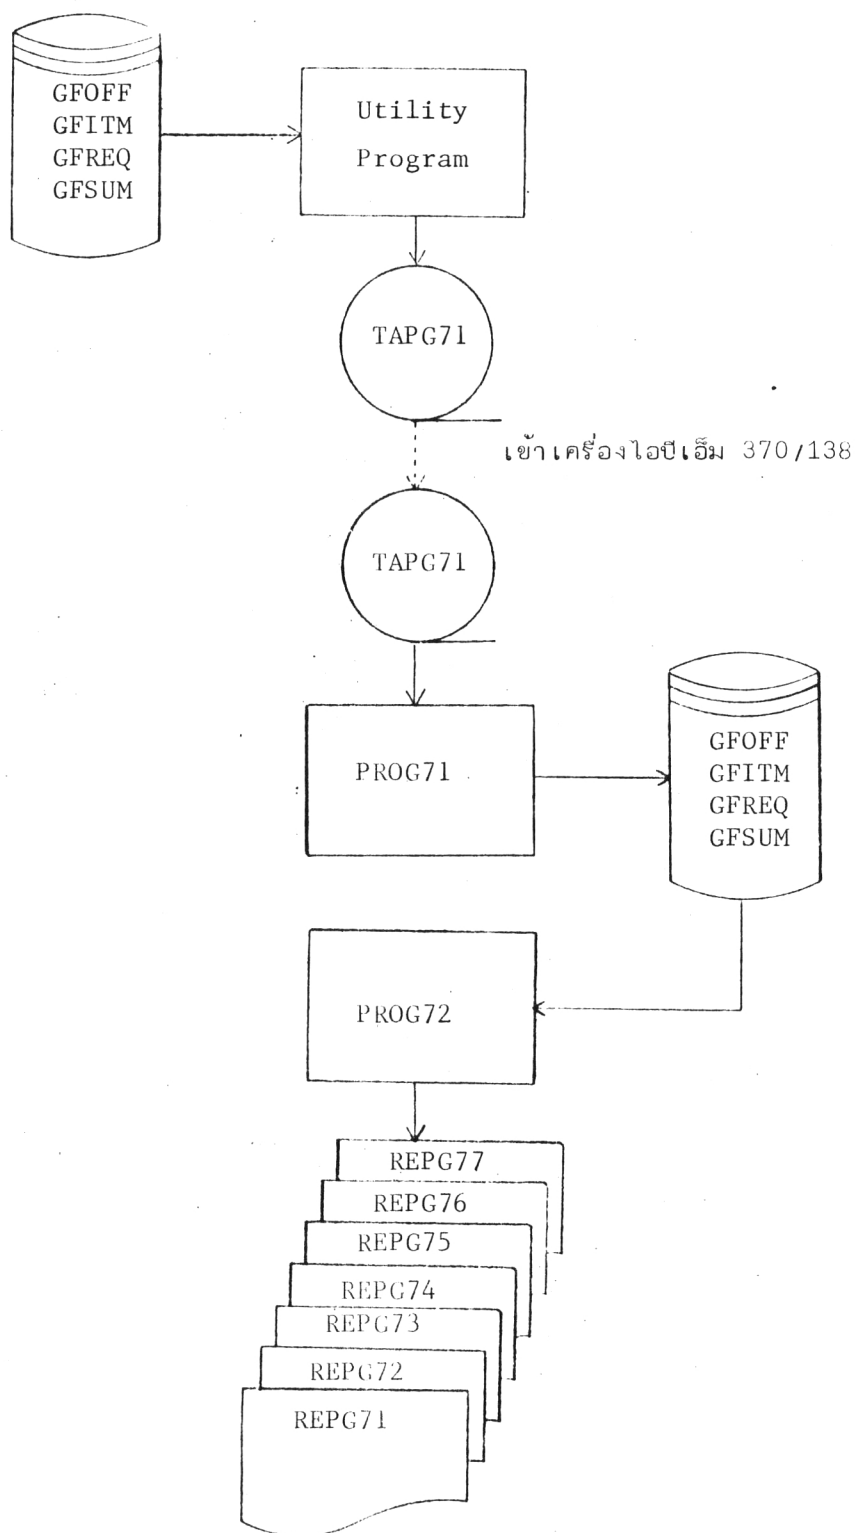 GFOFF
GFITM
GFREQ
GFSUM
Utility
Program
TAPG71
เข้าเครื่องไอบีเอ็ม 370/138
TAPG71
PROG71
GFOFF
GFITM
GFREQ
GFSUM
PROG72
REPG77
REPG76
REPG75
REPG74
REPG73
REPG72
REPG71